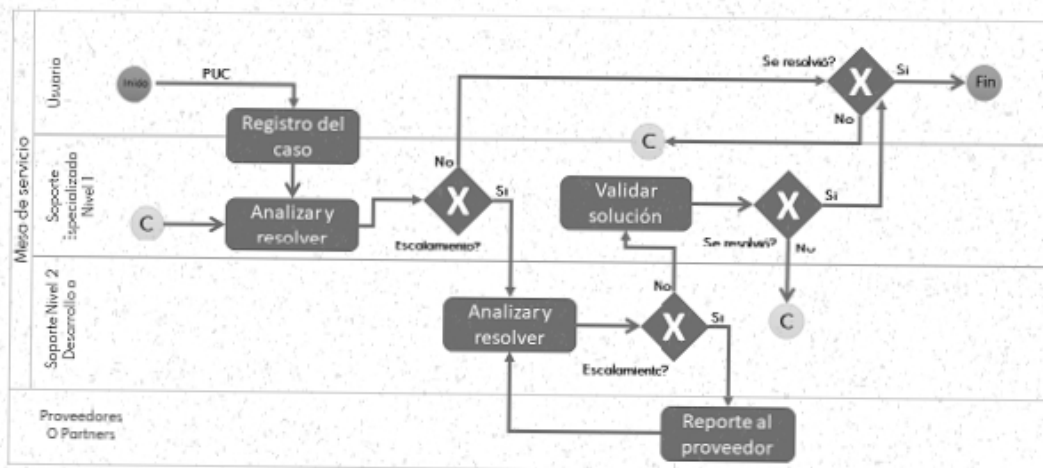 Mesa de servicio
Usuario
Inido
PUC
Registro del
caso
Se resolvió?
X
Si
Fin
No
C
Soporte
Especializado
Nivel 1
C
Analizar y
resolver
No
X
Si
Escalamiento?
Validar
solución
X
Si
Se resolvió?
No
C
Soporte Nivel 2
Desarrollo o
Analizar y
resolver
No
X
Si
Escalamiento?
Proveedores
O Partners
Reporte al
proveedor